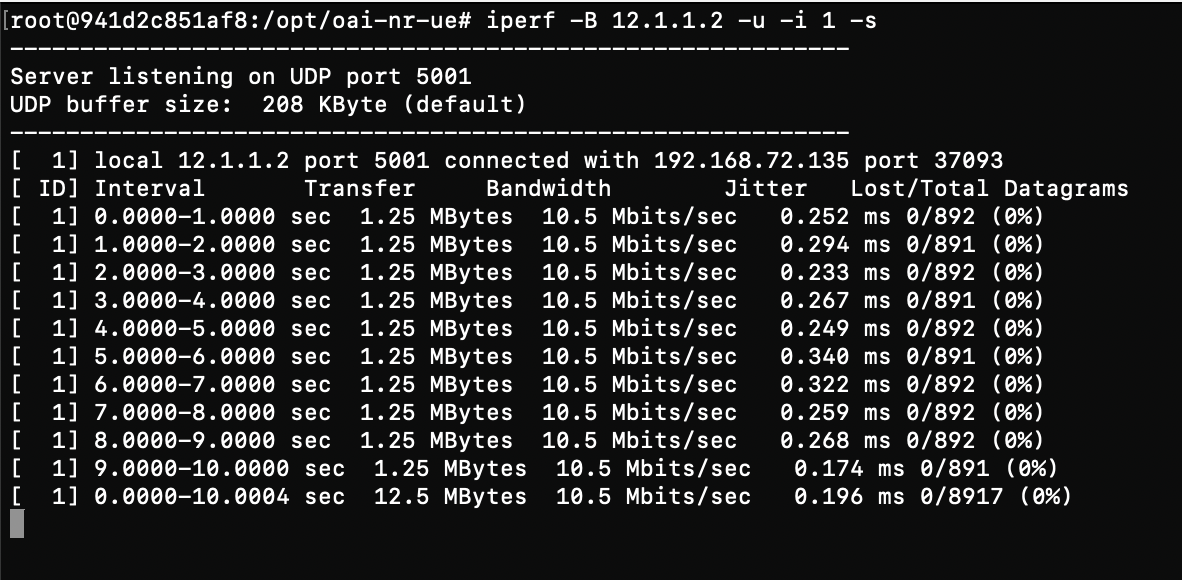 [root@941d2c851af8:/opt/oai-nr-ue# iperf -B 12.1.1.2 -u -i 1 -s
------------------------------------------------------------
Server listening on UDP port 5001
UDP buffer size:  208 KByte (default)
------------------------------------------------------------
[  1] local 12.1.1.2 port 5001 connected with 192.168.72.135 port 37093
[ ID] Interval       Transfer     Bandwidth        Jitter   Lost/Total Datagrams
[  1] 0.0000-1.0000 sec  1.25 MBytes  10.5 Mbits/sec   0.252 ms 0/892 (0%)
[  1] 1.0000-2.0000 sec  1.25 MBytes  10.5 Mbits/sec   0.294 ms 0/891 (0%)
[  1] 2.0000-3.0000 sec  1.25 MBytes  10.5 Mbits/sec   0.233 ms 0/892 (0%)
[  1] 3.0000-4.0000 sec  1.25 MBytes  10.5 Mbits/sec   0.267 ms 0/891 (0%)
[  1] 4.0000-5.0000 sec  1.25 MBytes  10.5 Mbits/sec   0.249 ms 0/892 (0%)
[  1] 5.0000-6.0000 sec  1.25 MBytes  10.5 Mbits/sec   0.340 ms 0/891 (0%)
[  1] 6.0000-7.0000 sec  1.25 MBytes  10.5 Mbits/sec   0.322 ms 0/892 (0%)
[  1] 7.0000-8.0000 sec  1.25 MBytes  10.5 Mbits/sec   0.259 ms 0/892 (0%)
[  1] 8.0000-9.0000 sec  1.25 MBytes  10.5 Mbits/sec   0.268 ms 0/892 (0%)
[  1] 9.0000-10.0000 sec  1.25 MBytes  10.5 Mbits/sec   0.174 ms 0/891 (0%)
[  1] 0.0000-10.0004 sec  12.5 MBytes  10.5 Mbits/sec   0.196 ms 0/8917 (0%)